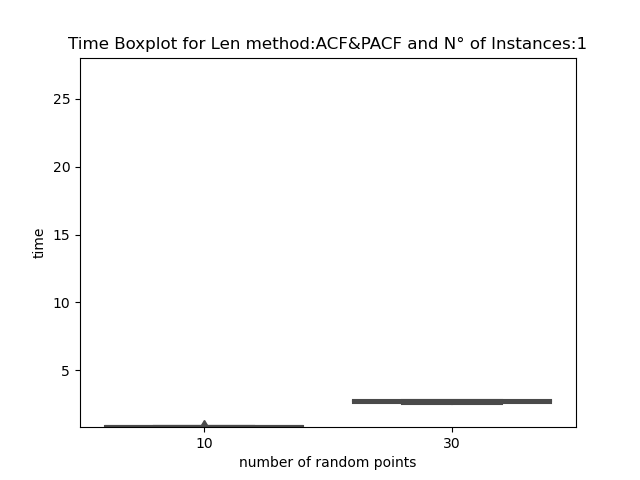 Time Boxplot for Len method:ACF&PACF and N° of Instances:1
25
20
15
10
5
time
10 30
number of random points